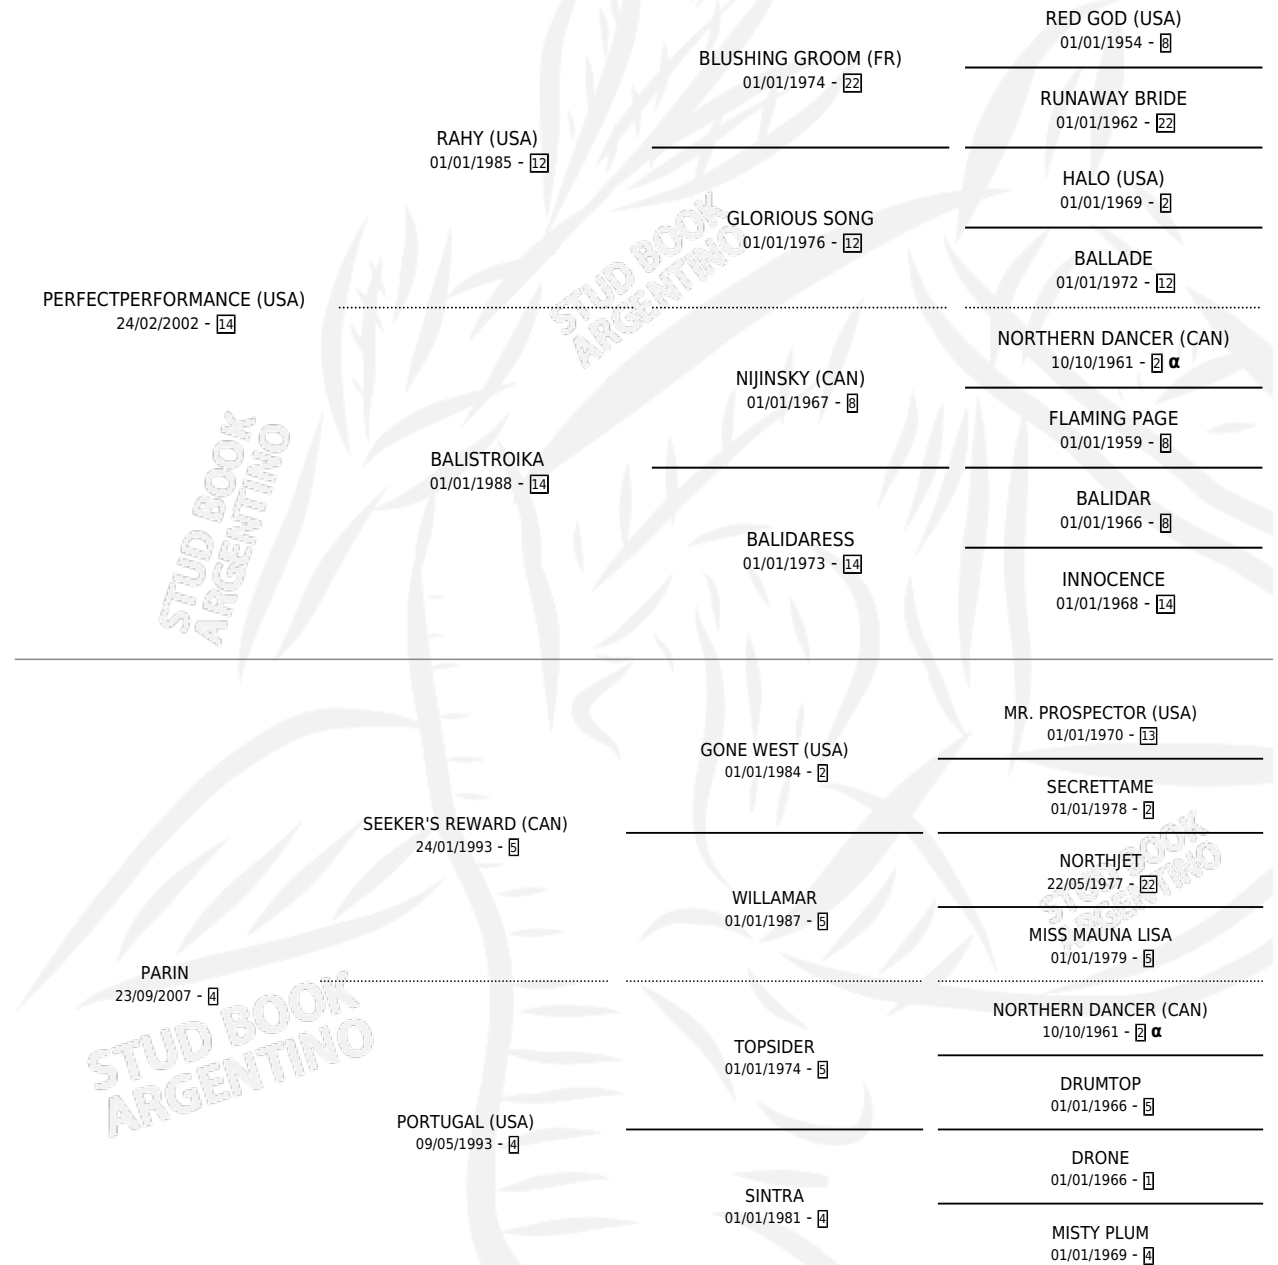 RED GOD (USA)
01/01/1954 - 8
BLUSHING GROOM (FR)
01/01/1974 - 22
RUNAWAY BRIDE
01/01/1962 - 22
RAHY (USA)
01/01/1985 - 12
HALO (USA)
01/01/1969 - 2
GLORIOUS SONG
01/01/1976 - 12
BALLADE
01/01/1972 - 12
PERFECTPERFORMANCE (USA)
24/02/2002 - 14
NORTHERN DANCER (CAN)
10/10/1961 - 2 α
NIJINSKY (CAN)
01/01/1967 - 8
FLAMING PAGE
01/01/1959 - 8
BALISTROIKA
01/01/1988 - 14
BALIDAR
01/01/1966 - 8
BALIDARESS
01/01/1973 - 14
INNOCENCE
01/01/1968 - 14
MR. PROSPECTOR (USA)
01/01/1970 - 13
GONE WEST (USA)
01/01/1984 - 2
SECRETTAME
01/01/1978 - 2
SEEKER'S REWARD (CAN)
24/01/1993 - 5
NORTHJET
22/05/1977 - 22
WILLAMAR
01/01/1987 - 5
MISS MAUNA LISA
01/01/1979 - 5
PARIN
23/09/2007 - 4
NORTHERN DANCER (CAN)
10/10/1961 - 2 α
TOPSIDER
01/01/1974 - 5
DRUMTOP
01/01/1966 - 5
PORTUGAL (USA)
09/05/1993 - 4
DRONE
01/01/1966 - 1
SINTRA
01/01/1981 - 4
MISTY PLUM
01/01/1969 - 4
STUD BOOK
ARGENTINO
STUD BOOK
ARGENTINO
STUD BOOK
ARGENTINO
STUD BOOK
ARGENTINO